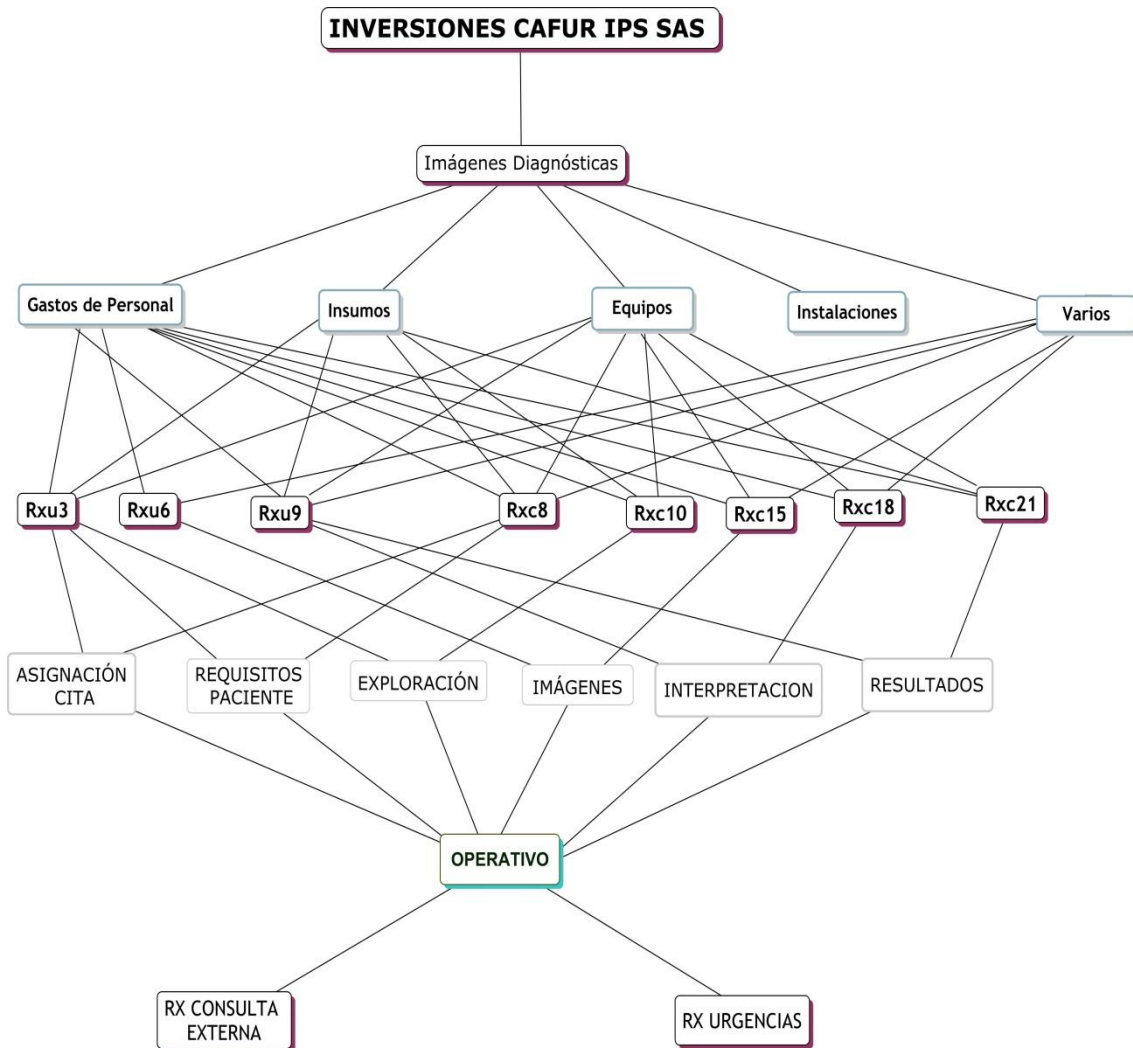 INVERSIONES CAFUR IPS SAS
Imágenes Diagnósticas
Gastos de Personal
Insumos
Equipos
Instalaciones
Varios
Rxu3
Rxu6
Rxu9
Rxc8
Rxc10
Rxc15
Rxc18
Rxc21
ASIGNACIÓN
CITA
REQUISITOS
PACIENTE
EXPLORACIÓN
IMÁGENES
INTERPRETACION
RESULTADOS
OPERATIVO
RX CONSULTA
EXTERNA
RX URGENCIAS